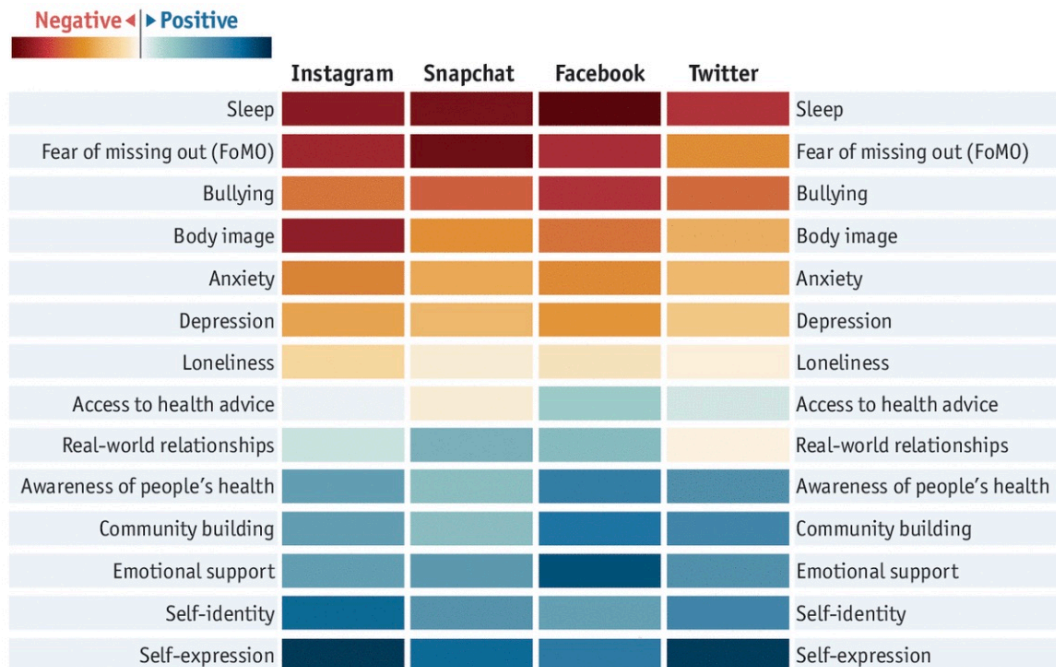 Negative ◀ ▶ Positive
Instagram Snapchat Facebook Twitter
Sleep Sleep
Fear of missing out (FoMO) Fear of missing out (FoMO)
Bullying Bullying
Body image Body image
Anxiety Anxiety
Depression Depression
Loneliness Loneliness
Access to health advice Access to health advice
Real-world relationships Real-world relationships
Awareness of people’s health Awareness of people’s health
Community building Community building
Emotional support Emotional support
Self-identity Self-identity
Self-expression Self-expression